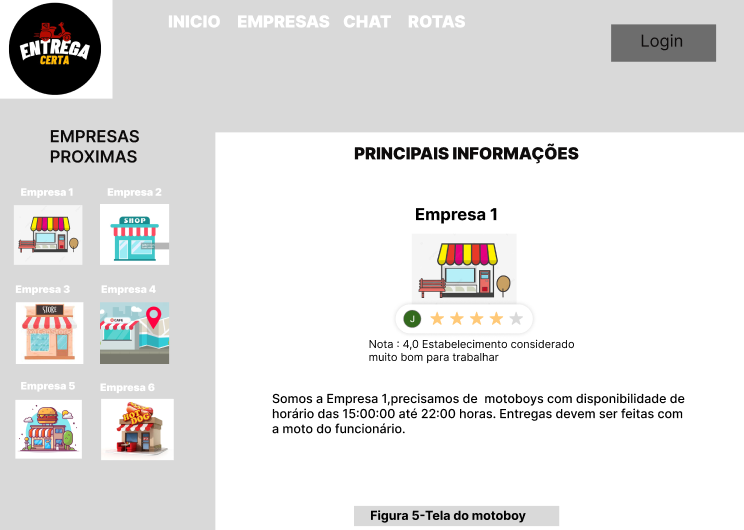 ENTREGA
CERTA
INICIO EMPRESAS CHAT ROTAS
Login
EMPRESAS
PROXIMAS
Empresa 1 Empresa 2
SHOP
Empresa 3 Empresa 4
STORE
CAFE
Empresa 5 Empresa 6
HOT
DOG
PRINCIPAIS INFORMAÇÕES
Empresa 1
J
Nota : 4,0 Estabelecimento considerado
muito bom para trabalhar
Somos a Empresa 1,precisamos de motoboys com disponibilidade de
horário das 15:00:00 até 22:00 horas. Entregas devem ser feitas com
a moto do funcionário.
Figura 5-Tela do motoboy